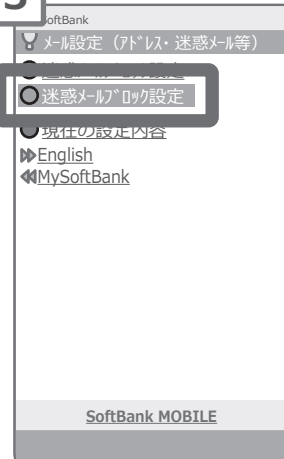 SoftBank
メール設定（アドレス・迷惑メール等）
迷惑メールブロック設定
現在の設定内容
English
MySoftBank
SoftBank MOBILE